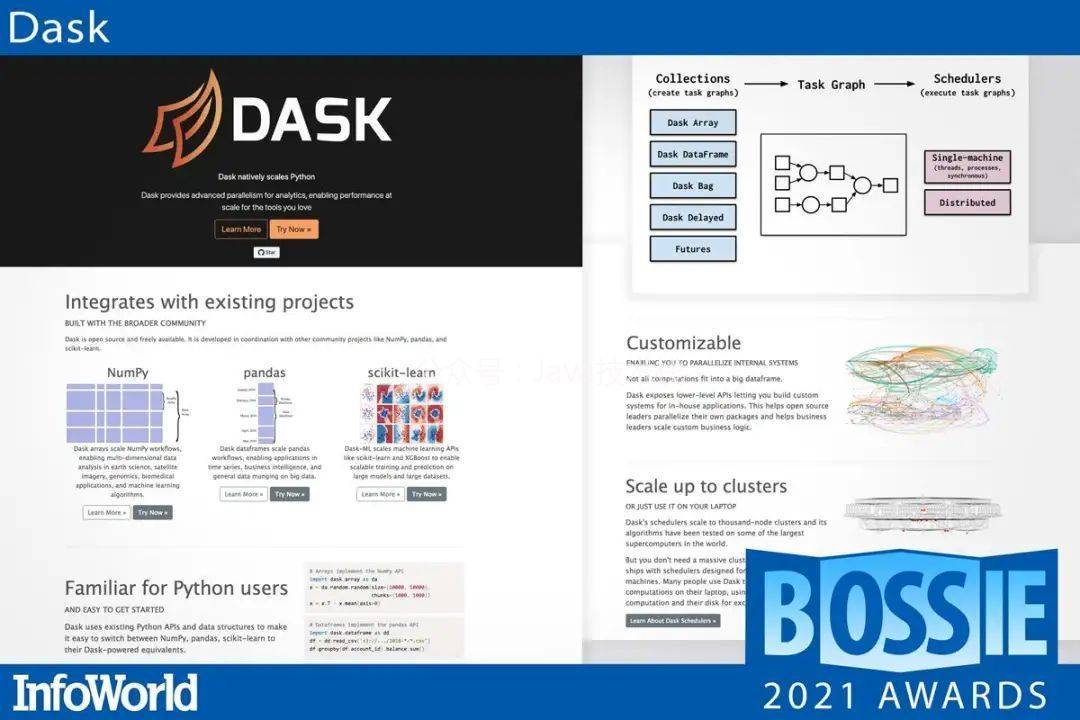 Dask
DASK
Dask natively scales Python
Dask provides advanced parallelism for analytics, enabling performance at
scale for the tools you love
Learn More
Try Now »
Star
Integrates with existing projects
BUILT WITH THE BROADER COMMUNITY
Dask is open source and freely available. It is developed in coordination with other community projects like NumPy, pandas, and
scikit-learn.
NumPy
Dask arrays scale NumPy workflows,
enabling multi-dimensional data
analysis in earth science, satellite
imagery, genomics, biomedical
applications, and machine learning
algorithms.
Learn More »
Try Now »
pandas
Dask dataframes scale pandas
workflows, enabling applications in
time series, business intelligence, and
general data munging on big data.
Learn More »
Try Now »
scikit-learn
Dask-ML scales machine learning APIs
like scikit-learn and XGBoost to enable
scalable training and prediction on
large models and large datasets.
Learn More »
Try Now »
Familiar for Python users
AND EASY TO GET STARTED
Dask uses existing Python APIs and data structures to make
it easy to switch between NumPy, pandas, scikit-learn to
their Dask-powered equivalents.
# Arrays implement the NumPy API
import dask.array as da
x = da.random.random(size=(10000, 10000),
chunks=(1000, 1000))
x + x.T - x.mean(axis=0)
# Dataframes implement the pandas API
import dask.dataframe as dd
df = dd.read_csv('s3://.../2018-*-*.csv')
df.groupby(df.account_id).balance.sum()
Collections
(create task graphs)
Task Graph
Schedulers
(execute task graphs)
Dask Array
Dask DataFrame
Dask Bag
Dask Delayed
Futures
Single-machine
(threads, processes,
synchronous)
Distributed
Customizable
ENABLING YOU TO PARALLELIZE INTERNAL SYSTEMS
Not all computations fit into a big dataframe.
Dask exposes lower-level APIs letting you build custom
systems for in-house applications. This helps open source
leaders parallelize their own packages and helps business
leaders scale custom business logic.
Scale up to clusters
OR JUST USE IT ON YOUR LAPTOP
Dask's schedulers scale to thousand-node clusters and its
algorithms have been tested on some of the largest
supercomputers in the world.
But you don't need a massive
ships with schedulers designed
machines. Many people use Dask
computations on their laptop,
computation and their disk for
Learn About Dask Schedulers »
BOSSIE
2021 AWARDS
InfoWorld